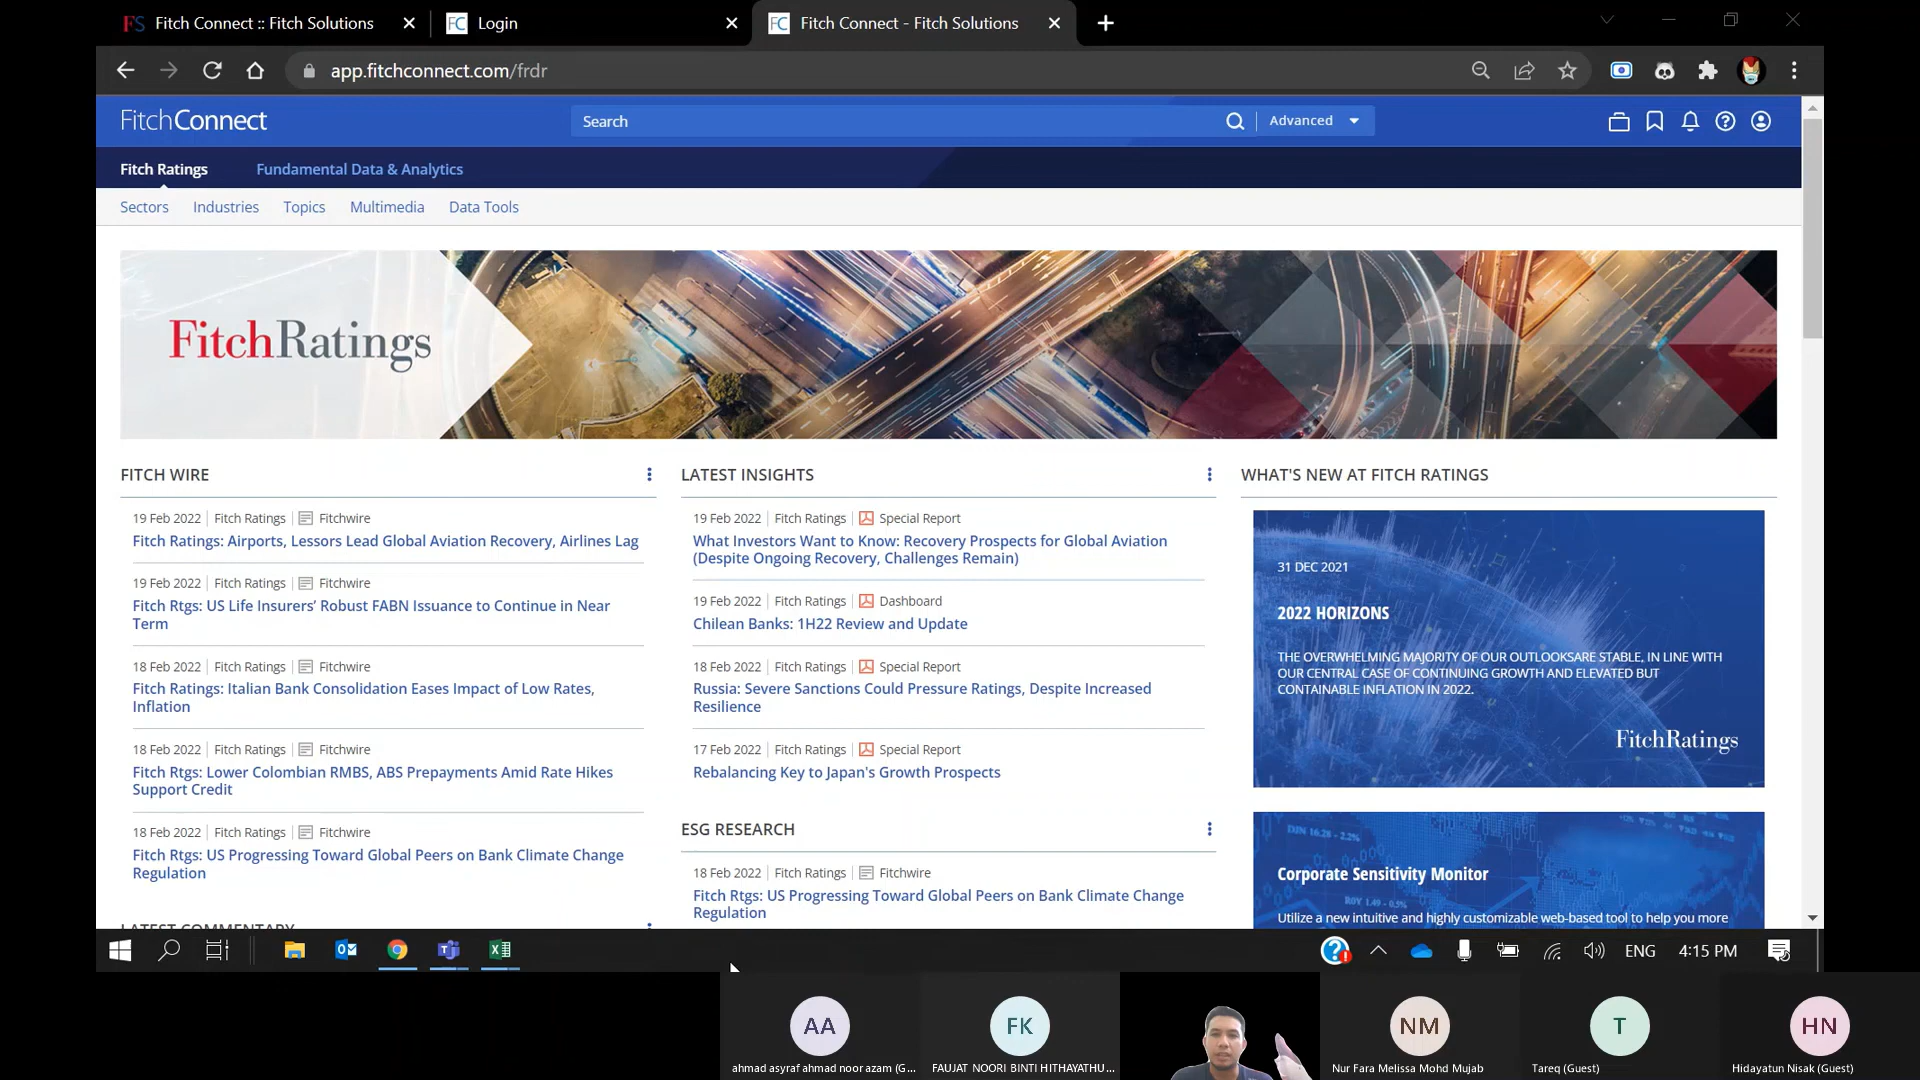 FS Fitch Connect :: Fitch Solutions
FC Login
FC Fitch Connect - Fitch Solutions
app.fitchconnect.com/frdr
FitchConnect
Search
Advanced
Fitch Ratings
Fundamental Data & Analytics
Sectors
Industries
Topics
Multimedia
Data Tools
FitchRatings
FITCH WIRE
19 Feb 2022 | Fitch Ratings | Fitchwire
Fitch Ratings: Airports, Lessors Lead Global Aviation Recovery, Airlines Lag
19 Feb 2022 | Fitch Ratings | Fitchwire
Fitch Rtgs: US Life Insurers’ Robust FABN Issuance to Continue in Near
Term
18 Feb 2022 | Fitch Ratings | Fitchwire
Fitch Ratings: Italian Bank Consolidation Eases Impact of Low Rates,
Inflation
18 Feb 2022 | Fitch Ratings | Fitchwire
Fitch Rtgs: Lower Colombian RMBS, ABS Prepayments Amid Rate Hikes
Support Credit
18 Feb 2022 | Fitch Ratings | Fitchwire
Fitch Rtgs: US Progressing Toward Global Peers on Bank Climate Change
Regulation
LATEST COMMENTARY
LATEST INSIGHTS
19 Feb 2022 | Fitch Ratings | Special Report
What Investors Want to Know: Recovery Prospects for Global Aviation
(Despite Ongoing Recovery, Challenges Remain)
19 Feb 2022 | Fitch Ratings | Dashboard
Chilean Banks: 1H22 Review and Update
18 Feb 2022 | Fitch Ratings | Special Report
Russia: Severe Sanctions Could Pressure Ratings, Despite Increased
Resilience
17 Feb 2022 | Fitch Ratings | Special Report
Rebalancing Key to Japan's Growth Prospects
ESG RESEARCH
18 Feb 2022 | Fitch Ratings | Fitchwire
Fitch Rtgs: US Progressing Toward Global Peers on Bank Climate Change
Regulation
WHAT'S NEW AT FITCH RATINGS
31 DEC 2021
2022 HORIZONS
THE OVERWHELMING MAJORITY OF OUR OUTLOOKSARE STABLE, IN LINE WITH
OUR CENTRAL CASE OF CONTINUING GROWTH AND ELEVATED BUT
CONTAINABLE INFLATION IN 2022.
FitchRatings
Corporate Sensitivity Monitor
Utilize a new intuitive and highly customizable web-based tool to help you more
ENG
4:15 PM
AA
ahmad asyraf ahmad noor azam (G...
FK
FAUJAT NOORI BINTI HITHAYATHU...
NM
Nur Fara Melissa Mohd Mujab
T
Tareq (Guest)
HN
Hidayatun Nisak (Guest)